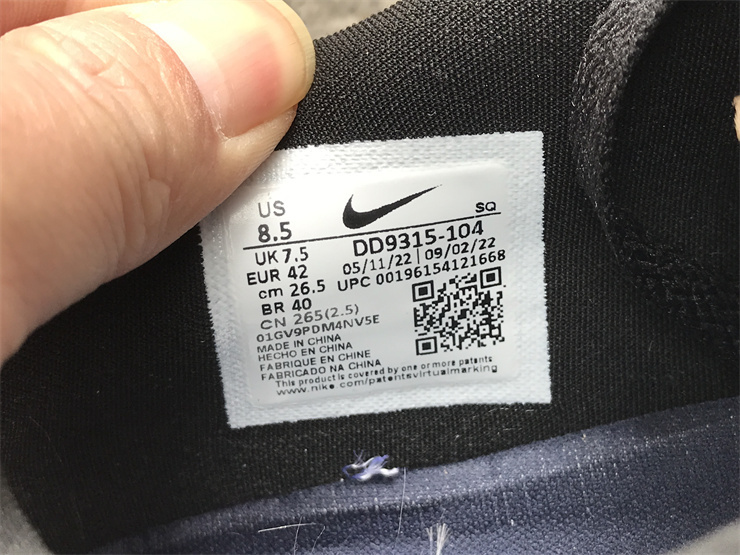 US
8.5
SQ
UK 7.5
DD9315-104
EUR 42
05/11/22 | 09/02/22
cm 26.5
UPC 00196154121668
BR 40
CN 265(2.5)
01GV9PDM4NV5E
MADE IN CHINA
HECHO EN CHINA
FABRIQUE EN CHINE
FABRICADO NA CHINA
This product is covered by one or more patents
www.nike.com/patentsvirtualmarking